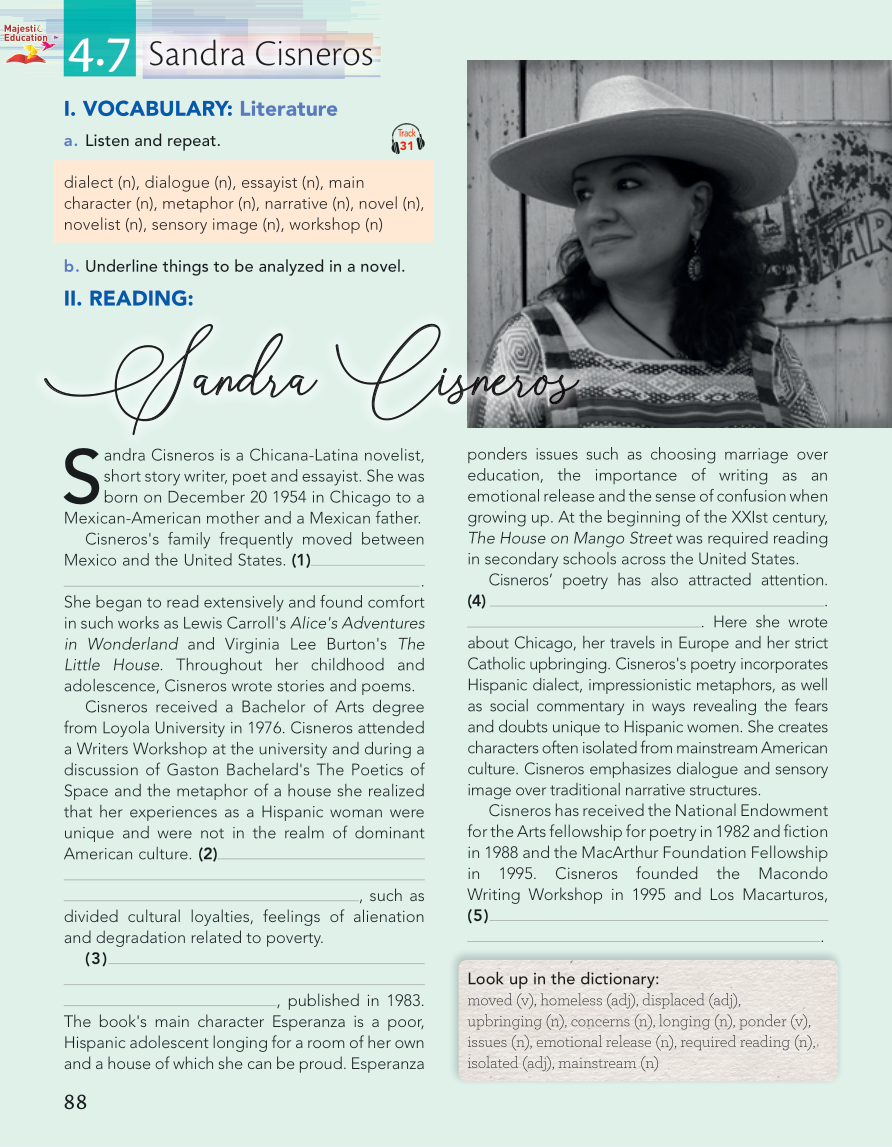 Majestic
Education
4.7 Sandra Cisneros
I. VOCABULARY: Literature
a. Listen and repeat.
Track
31
dialect (n), dialogue (n), essayist (n), main
character (n), metaphor (n), narrative (n), novel (n),
novelist (n), sensory image (n), workshop (n)
b. Underline things to be analyzed in a novel.
II. READING:
Sandra Cisneros
Sandra Cisneros is a Chicana-Latina novelist,
short story writer, poet and essayist. She was
born on December 20 1954 in Chicago to a
Mexican-American mother and a Mexican father.
Cisneros's family frequently moved between
Mexico and the United States. (1)
.
She began to read extensively and found comfort
in such works as Lewis Carroll's Alice's Adventures
in Wonderland and Virginia Lee Burton's The
Little House. Throughout her childhood and
adolescence, Cisneros wrote stories and poems.
Cisneros received a Bachelor of Arts degree
from Loyola University in 1976. Cisneros attended
a Writers Workshop at the university and during a
discussion of Gaston Bachelard's The Poetics of
Space and the metaphor of a house she realized
that her experiences as a Hispanic woman were
unique and were not in the realm of dominant
American culture. (2)
, such as
divided cultural loyalties, feelings of alienation
and degradation related to poverty.
(3)
, published in 1983.
The book's main character Esperanza is a poor,
Hispanic adolescent longing for a room of her own
and a house of which she can be proud. Esperanza
ponders issues such as choosing marriage over
education, the importance of writing as an
emotional release and the sense of confusion when
growing up. At the beginning of the XXIst century,
The House on Mango Street was required reading
in secondary schools across the United States.
Cisneros’ poetry has also attracted attention.
(4) .
. Here she wrote
about Chicago, her travels in Europe and her strict
Catholic upbringing. Cisneros's poetry incorporates
Hispanic dialect, impressionistic metaphors, as well
as social commentary in ways revealing the fears
and doubts unique to Hispanic women. She creates
characters often isolated from mainstream American
culture. Cisneros emphasizes dialogue and sensory
image over traditional narrative structures.
Cisneros has received the National Endowment
for the Arts fellowship for poetry in 1982 and fiction
in 1988 and the MacArthur Foundation Fellowship
in 1995. Cisneros founded the Macondo
Writing Workshop in 1995 and Los Macarturos,
(5)
.
Look up in the dictionary:
moved (v), homeless (adj), displaced (adj),
upbringing (n), concerns (n), longing (n), ponder (v),
issues (n), emotional release (n), required reading (n),
isolated (adj), mainstream (n)
88